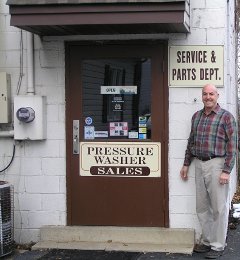 SERVICE &
PARTS DEPT.
OPEN
PRESSURE
WASHER
SALES